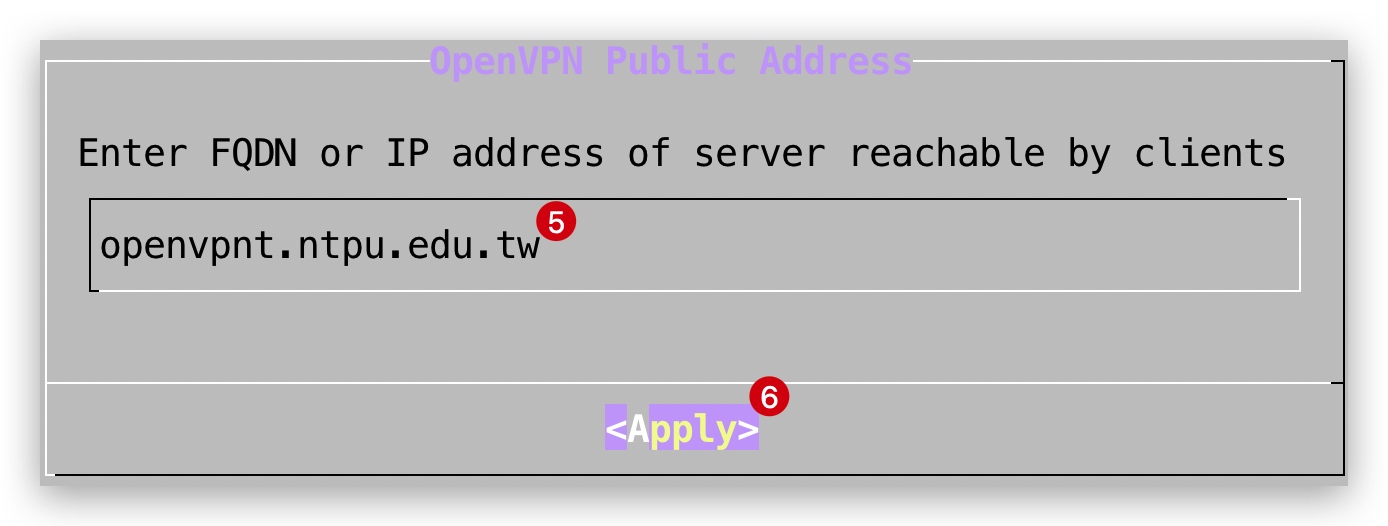 OpenVPN Public Address
Enter FQDN or IP address of server reachable by clients
openvpnt.ntpu.edu.tw
5
6
<Apply>